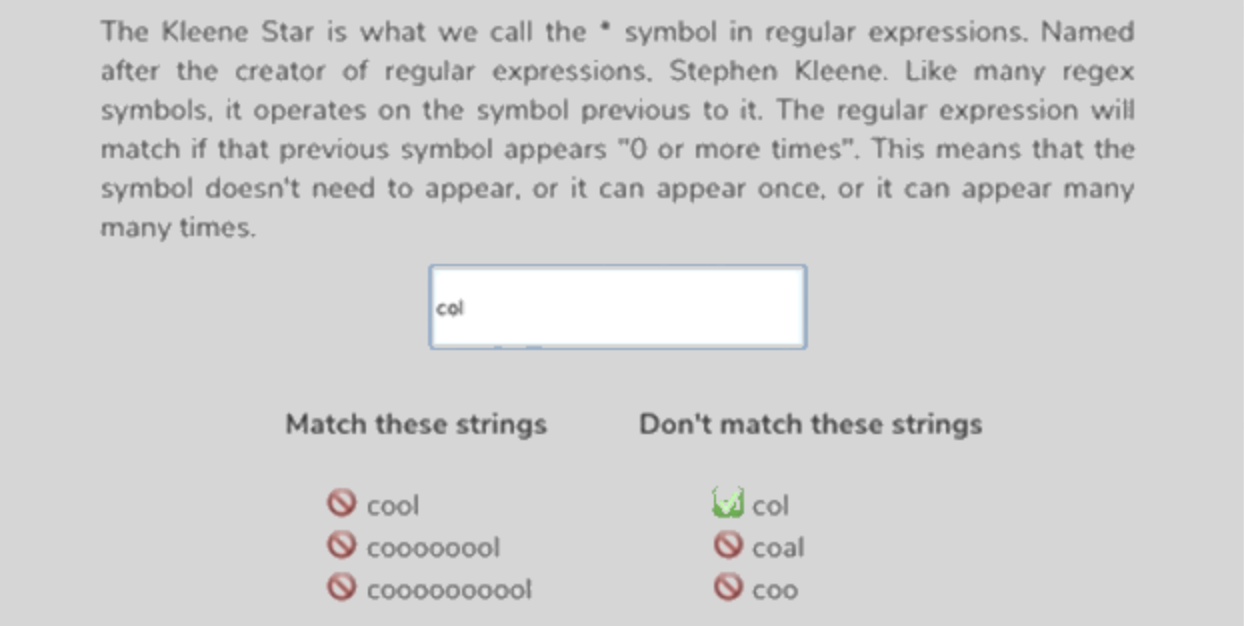 The Kleene Star is what we call the * symbol in regular expressions. Named
after the creator of regular expressions, Stephen Kleene. Like many regex
symbols, it operates on the symbol previous to it. The regular expression will
match if that previous symbol appears "0 or more times". This means that the
symbol doesn't need to appear, or it can appear once, or it can appear many
many times.
col
Match these strings Don't match these strings
cool col
coooooool coal
cooooooooool coo